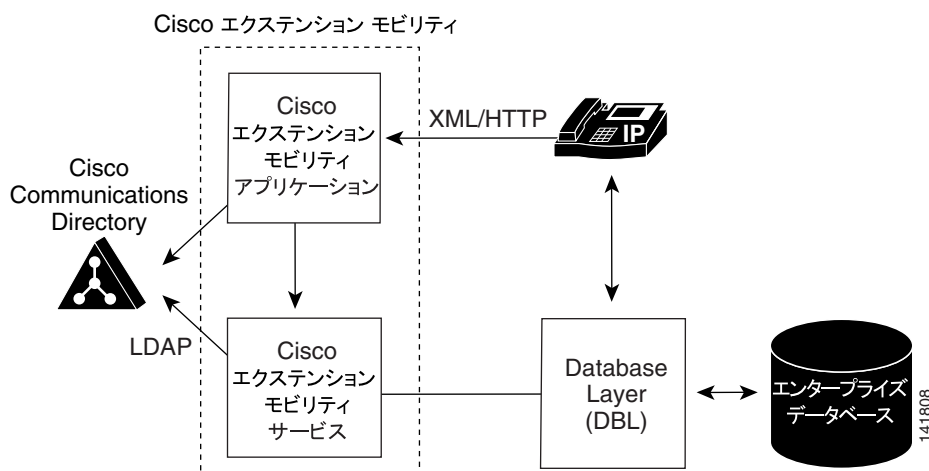 Cisco エクステンション モビリティ
Cisco
エクステンション
モビリティ
アプリケーション
XML/HTTP
IP
Cisco
Communications
Directory
LDAP
Cisco
エクステンション
モビリティ
サービス
Database
Layer
(DBL)
エンタープライズ
データベース
141808